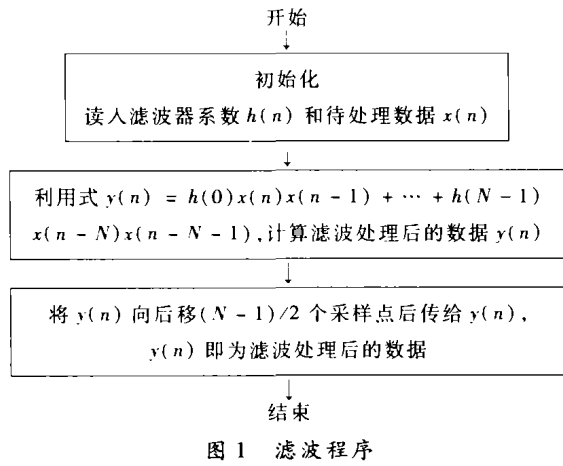 开始
初始化
读入滤波器系数 h(n) 和待处理数据 x(n)
利用式 y(n) = h(0)x(n)x(n - 1) + ⋯ + h(N - 1)
x(n - N)x(n - N - 1),计算滤波处理后的数据 y(n)
将 y(n) 向后移(N - 1)/2 个采样点后传给 y(n),
y(n) 即为滤波处理后的数据
结束
图 1 滤波程序